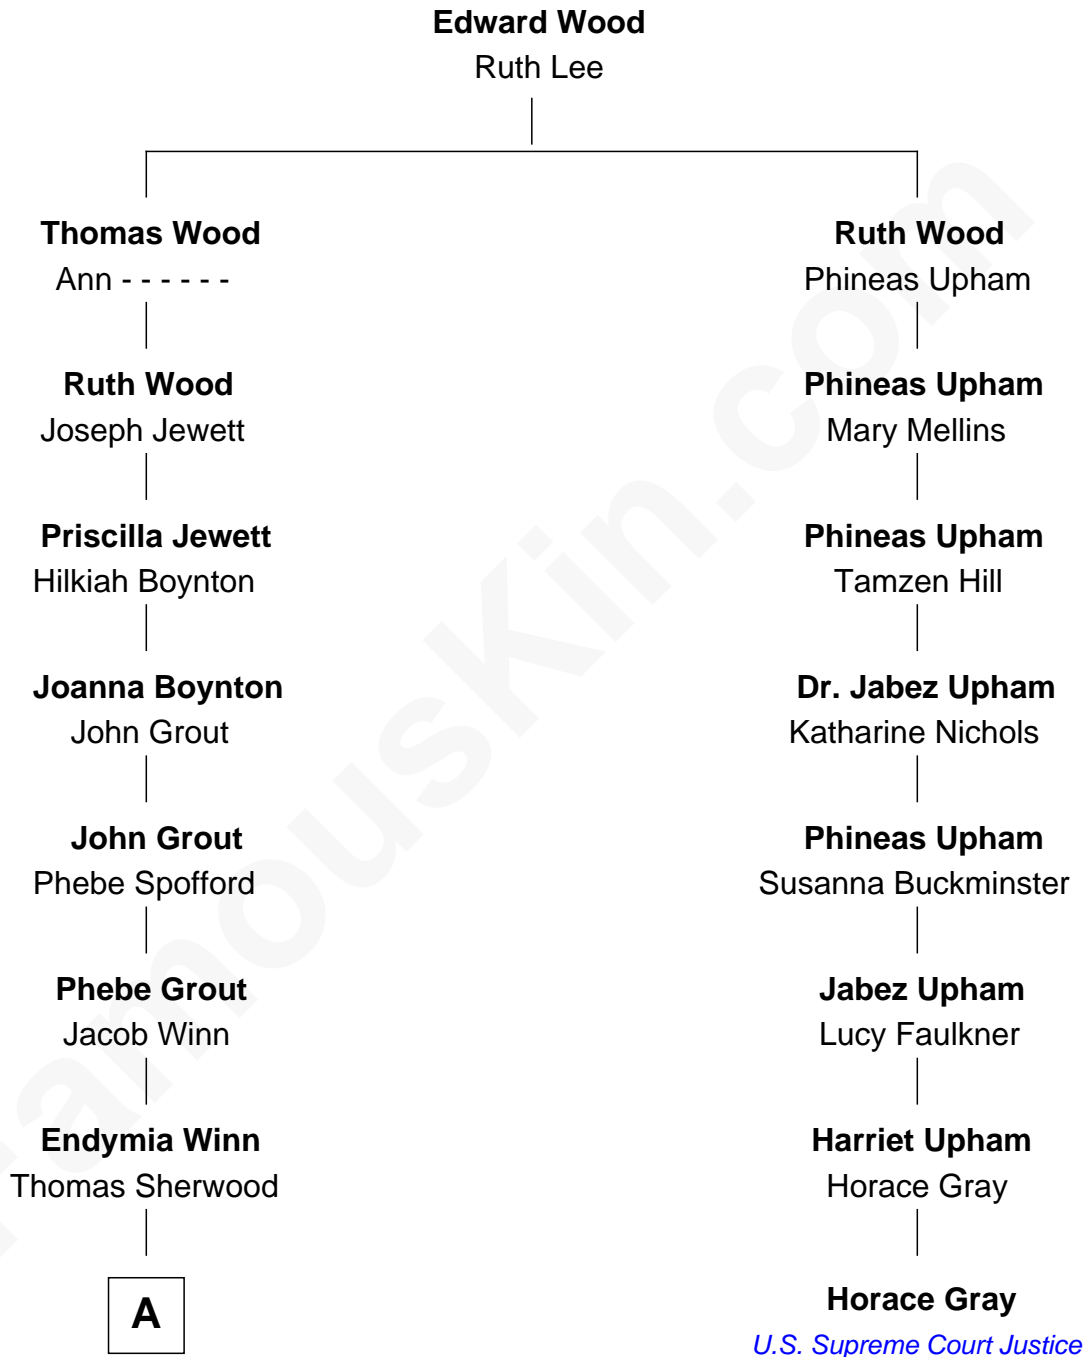 Edward Wood
Ruth Lee
Thomas Wood
Ann - - - - - -
Ruth Wood
Phineas Upham
Ruth Wood
Joseph Jewett
Phineas Upham
Mary Mellins
Priscilla Jewett
Hilkiah Boynton
Phineas Upham
Tamzen Hill
Joanna Boynton
John Grout
Dr. Jabez Upham
Katharine Nichols
John Grout
Phebe Spofford
Phineas Upham
Susanna Buckminster
Phebe Grout
Jacob Winn
Jabez Upham
Lucy Faulkner
Endymia Winn
Thomas Sherwood
Harriet Upham
Horace Gray
A
Horace Gray
U.S. Supreme Court Justice
FamousKin.com